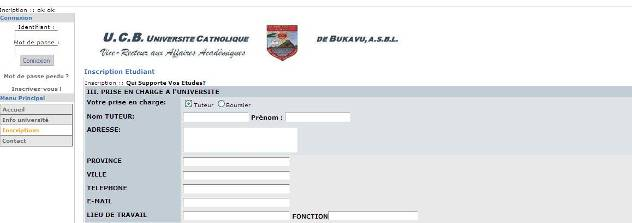 Incription :: ok ok:
Connexion
Identifiant :
Mot de passe :
Connexion
Mot de passe perdu ?
Inscrivez-vous !
Menu Principal
Accueil
Info université
Inscriptions
Contact
U.C.B. UNIVERSITE CATHOLIQUE DE BUKAVU, A.S.B.L.
Vice-Recteur aux Affaires Académiques
Inscription Etudiant
Inscription :: Qui Supporte Vos Etudes?
III. PRISE EN CHARGE A l'UNIVERSITE
Votre prise en charge: Tuteur Boursier
Nom TUTEUR: Prènom :
ADRESSE:
PROVINCE
VILLE
TELEPHONE
E-MAIL
LIEU DE TRAVAIL FONCTION